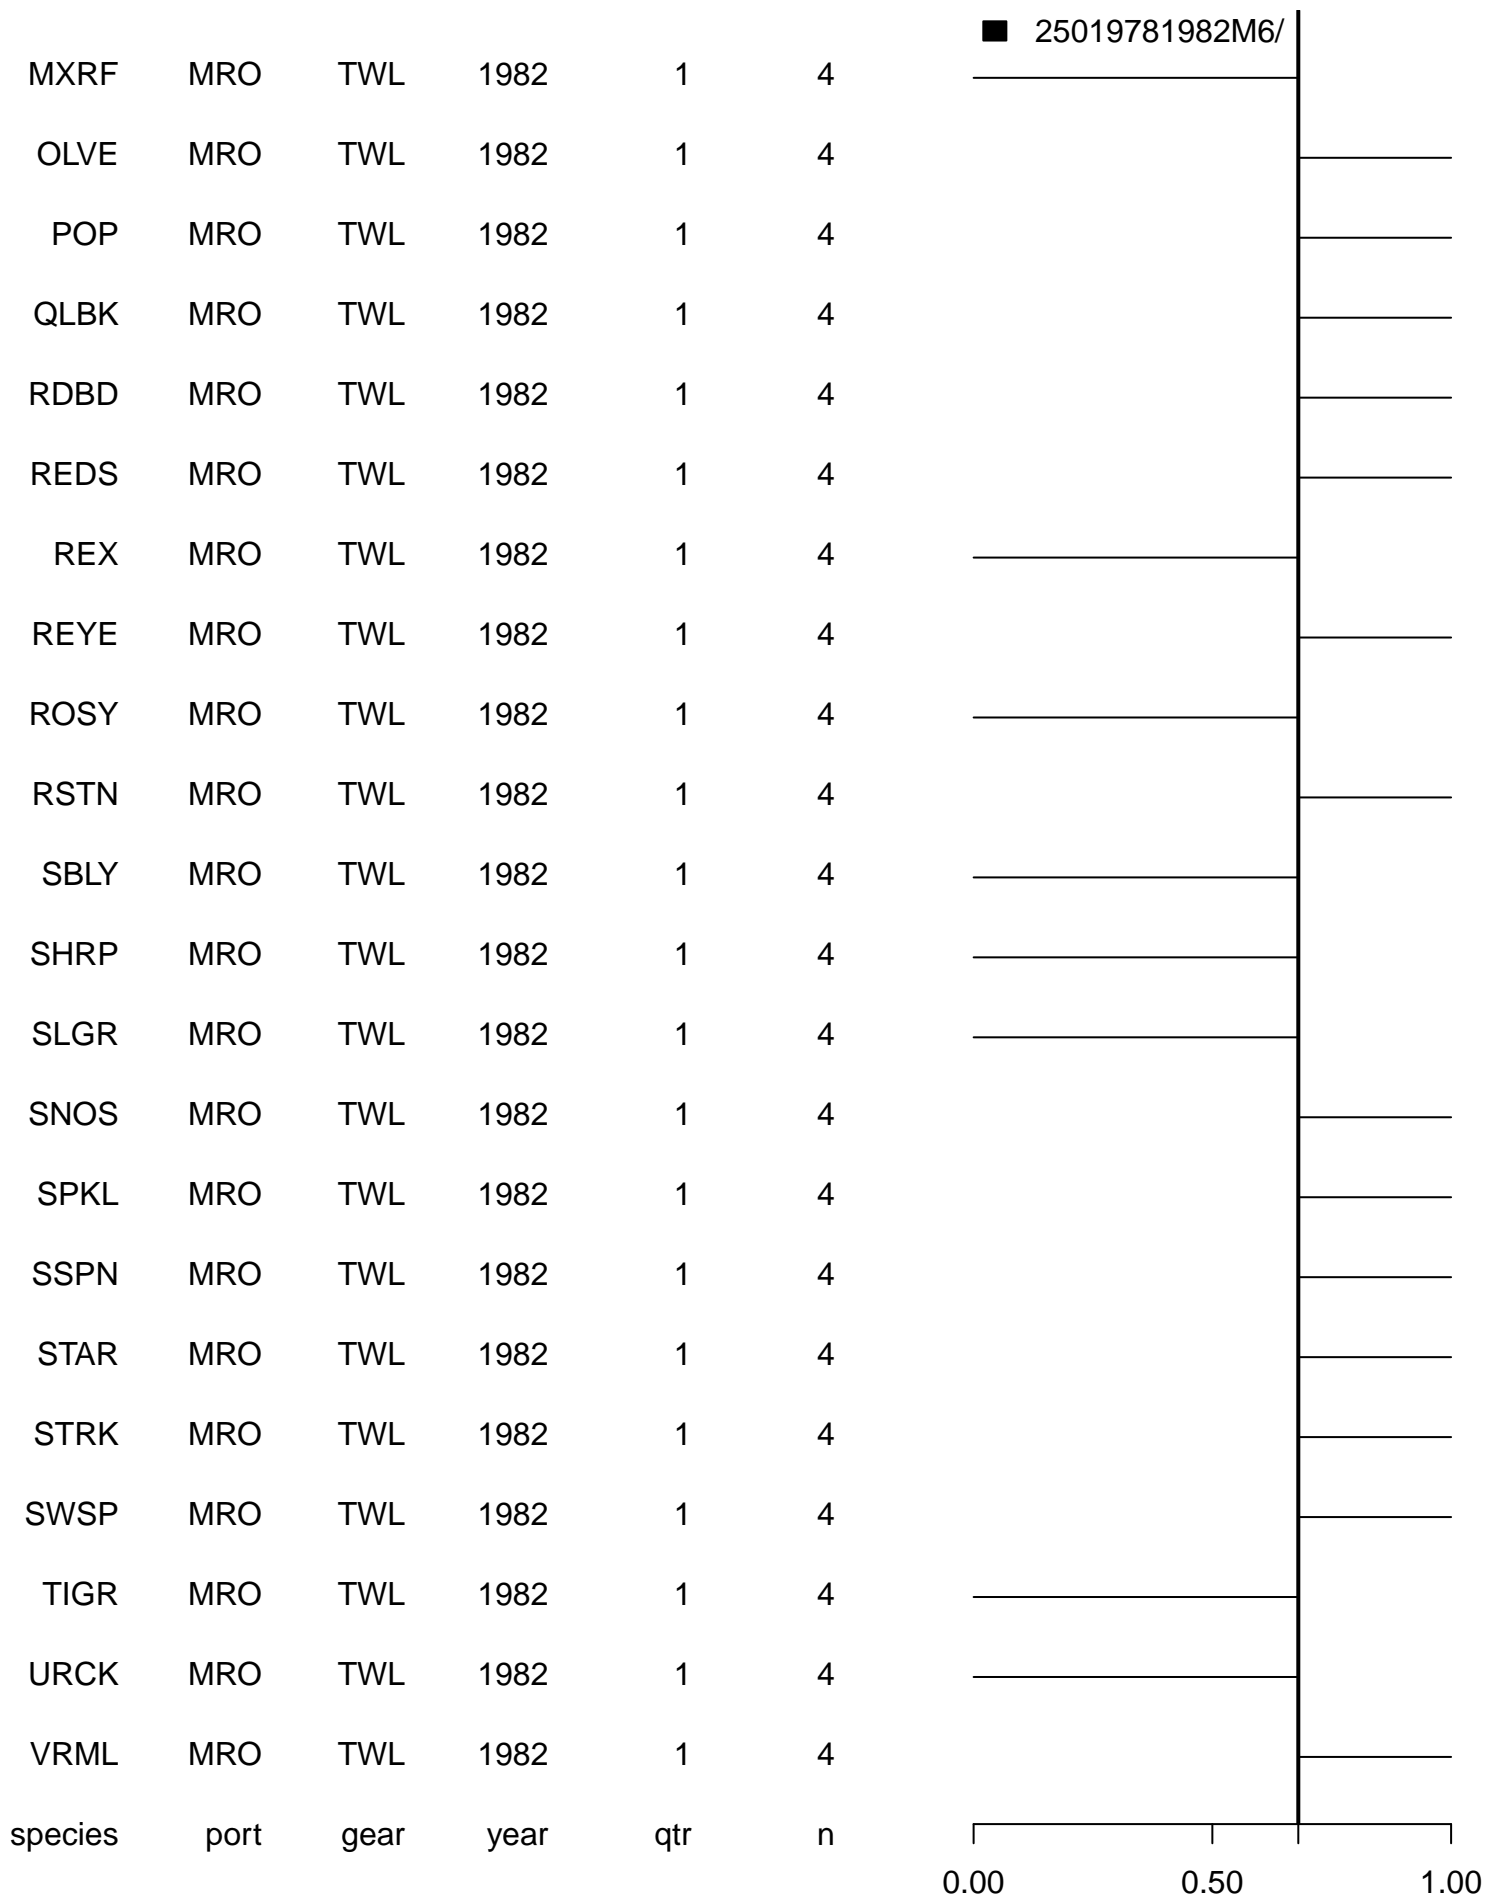 25019781982M6/
MXRF MRO TWL 1982 1 4
OLVE MRO TWL 1982 1 4
POP MRO TWL 1982 1 4
QLBK MRO TWL 1982 1 4
RDBD MRO TWL 1982 1 4
REDS MRO TWL 1982 1 4
REX MRO TWL 1982 1 4
REYE MRO TWL 1982 1 4
ROSY MRO TWL 1982 1 4
RSTN MRO TWL 1982 1 4
SBLY MRO TWL 1982 1 4
SHRP MRO TWL 1982 1 4
SLGR MRO TWL 1982 1 4
SNOS MRO TWL 1982 1 4
SPKL MRO TWL 1982 1 4
SSPN MRO TWL 1982 1 4
STAR MRO TWL 1982 1 4
STRK MRO TWL 1982 1 4
SWSP MRO TWL 1982 1 4
TIGR MRO TWL 1982 1 4
URCK MRO TWL 1982 1 4
VRML MRO TWL 1982 1 4
species port gear year qtr n
0.00 0.50 1.00